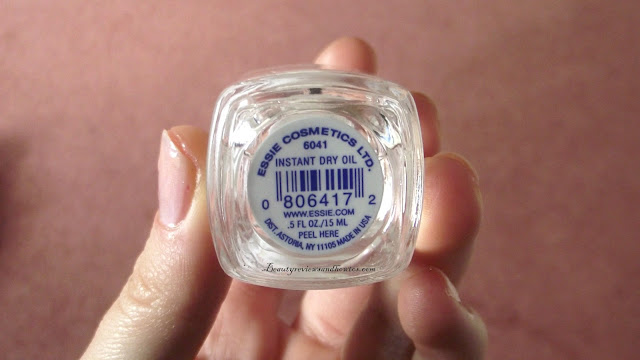 ESSIE COSMETICS LTD.
6041
INSTANT DRY OIL
0 806417 2
WWW.ESSIE.COM
.5 FL. OZ./15 ML
PEEL HERE
DIST. ASTORIA, NY 11105 MADE IN USA
Beautyreviewsandhowtos.com